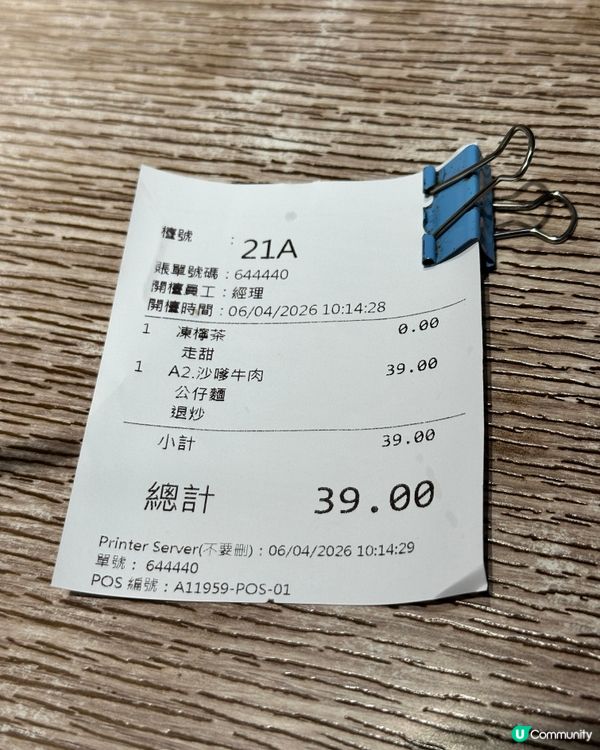 檯號 : 21A
賬單號碼 : 644440
開檯員工 : 經理
開檯時間 : 06/04/2026 10:14:28
1 凍檸茶 0.00
走甜
1 A2.沙嗲牛肉 39.00
公仔麵
退炒
小計 39.00
總計 39.00
Printer Server(不要刪) : 06/04/2026 10:14:29
單號 : 644440
POS 編號 : A11959-POS-01
U Community